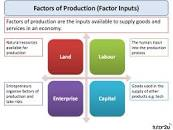 Factors of Production (Factor Inputs)
Factors of production are the inputs available to supply goods and
services in an economy.
Natural resources
available for
production
Land
Labour
The human input
into the production
process
Entrepreneurs
organise factors of
production and
take risks
Enterprise
Capital
Goods used in the
supply of other
products e.g. tech
tutor2u